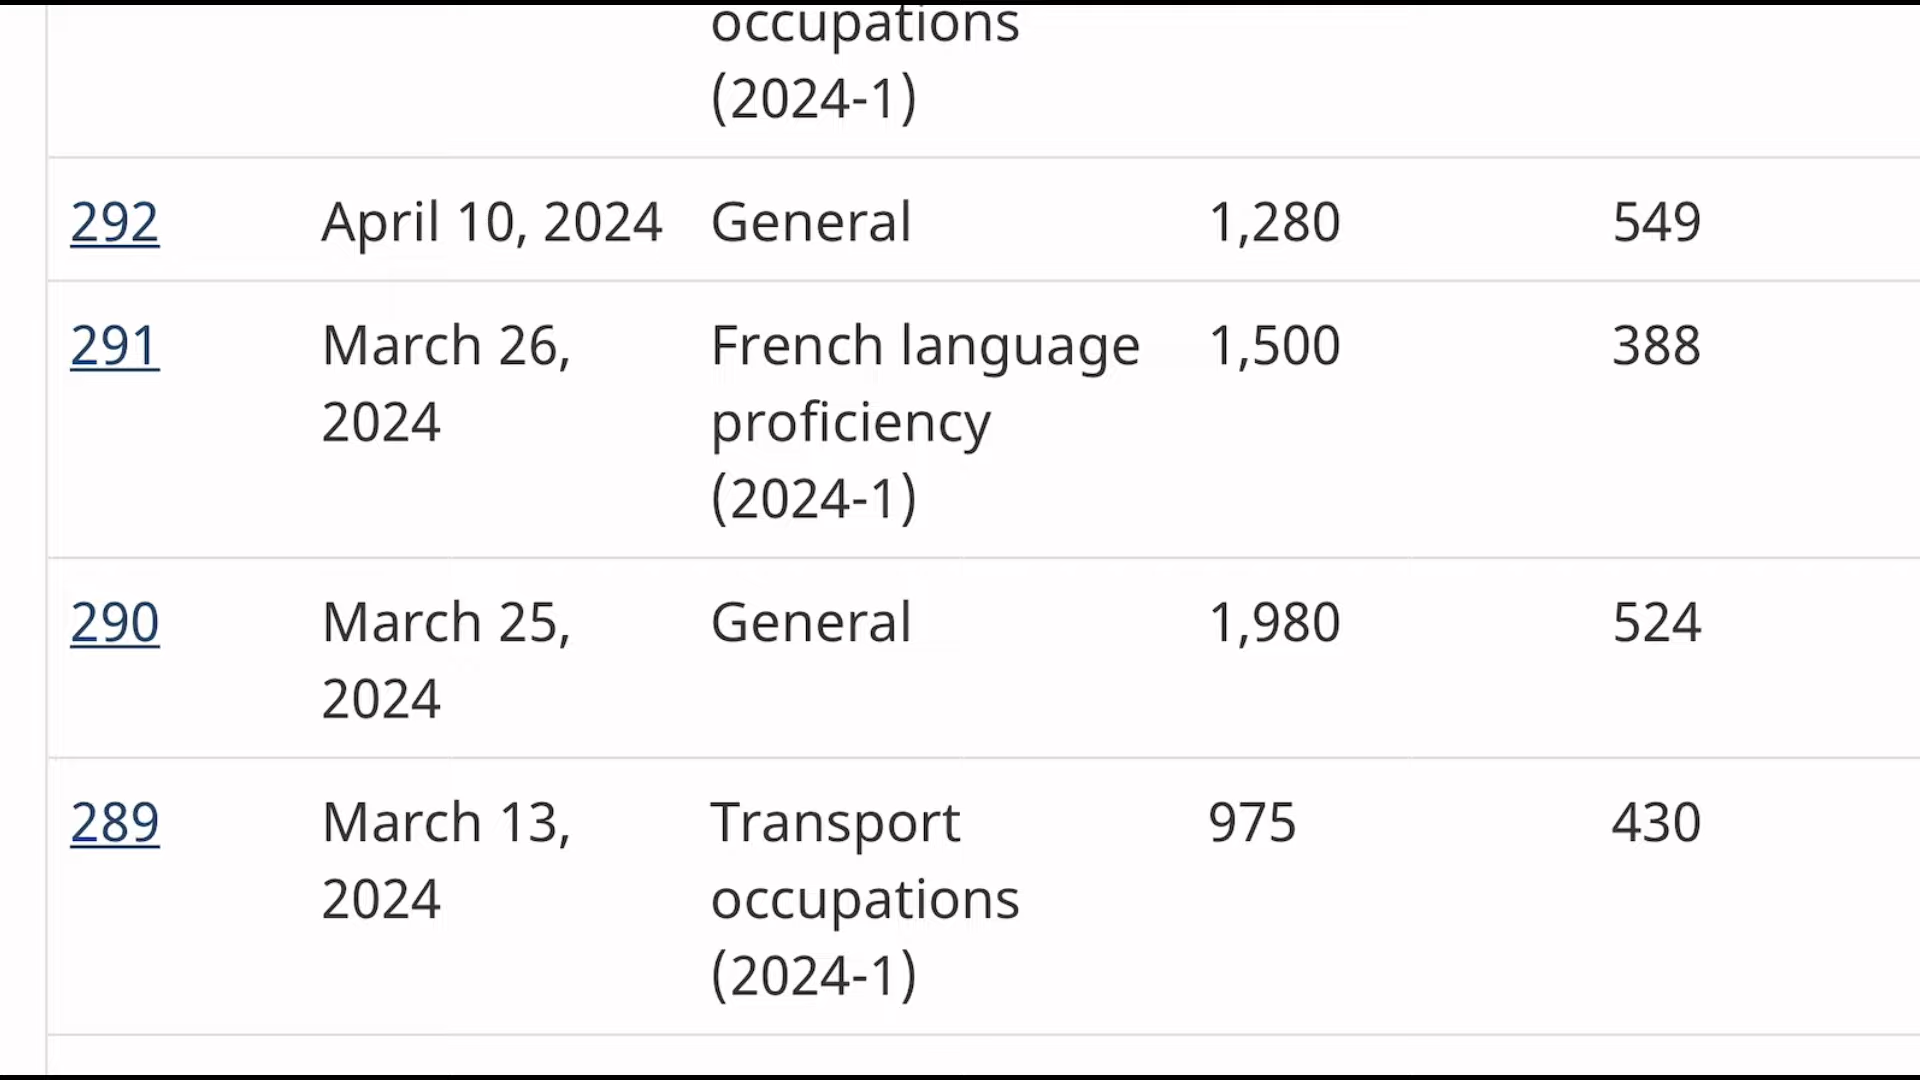 occupations
(2024-1)
292 April 10, 2024 General 1,280 549
291 March 26, French language 1,500 388
2024 proficiency
(2024-1)
290 March 25, General 1,980 524
2024
289 March 13, Transport 975 430
2024 occupations
(2024-1)